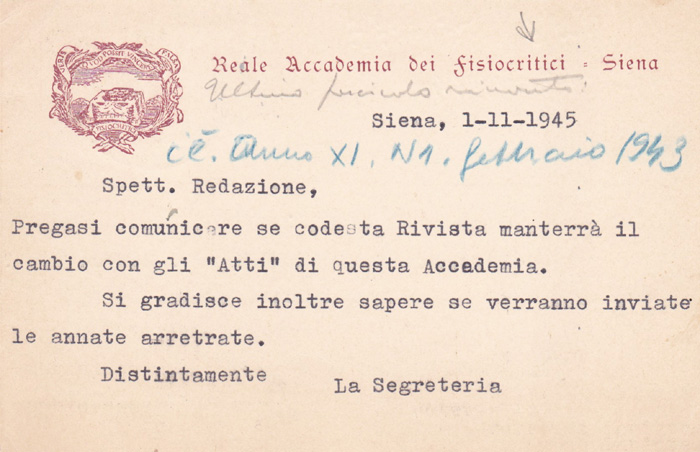 Reale Accademia dei Fisiocritici - Siena
Ultimo fascicolo ricevuto:
Siena, 1-11-1945
è: Anno XI. N1. febbraio 1943
Spett. Redazione,
Pregasi comunicare se codesta Rivista manterrà il
cambio con gli "Atti" di questa Accademia.
Si gradisce inoltre sapere se verranno inviate
le annate arretrate.
Distintamente
La Segreteria